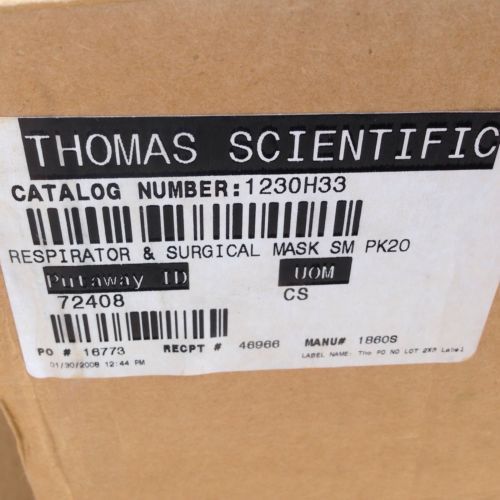 THOMAS SCIENTIFIC
CATALOG NUMBER:1230H33
RESPIRATOR & SURGICAL MASK SM PK20
Putaway ID UOM
72408 CS
PO # 16773 RECPT # 46966 MANU# 1860S
01/30/2008 12:44 PM LABEL NAME: Tho PO NO LOT 2X5 Label